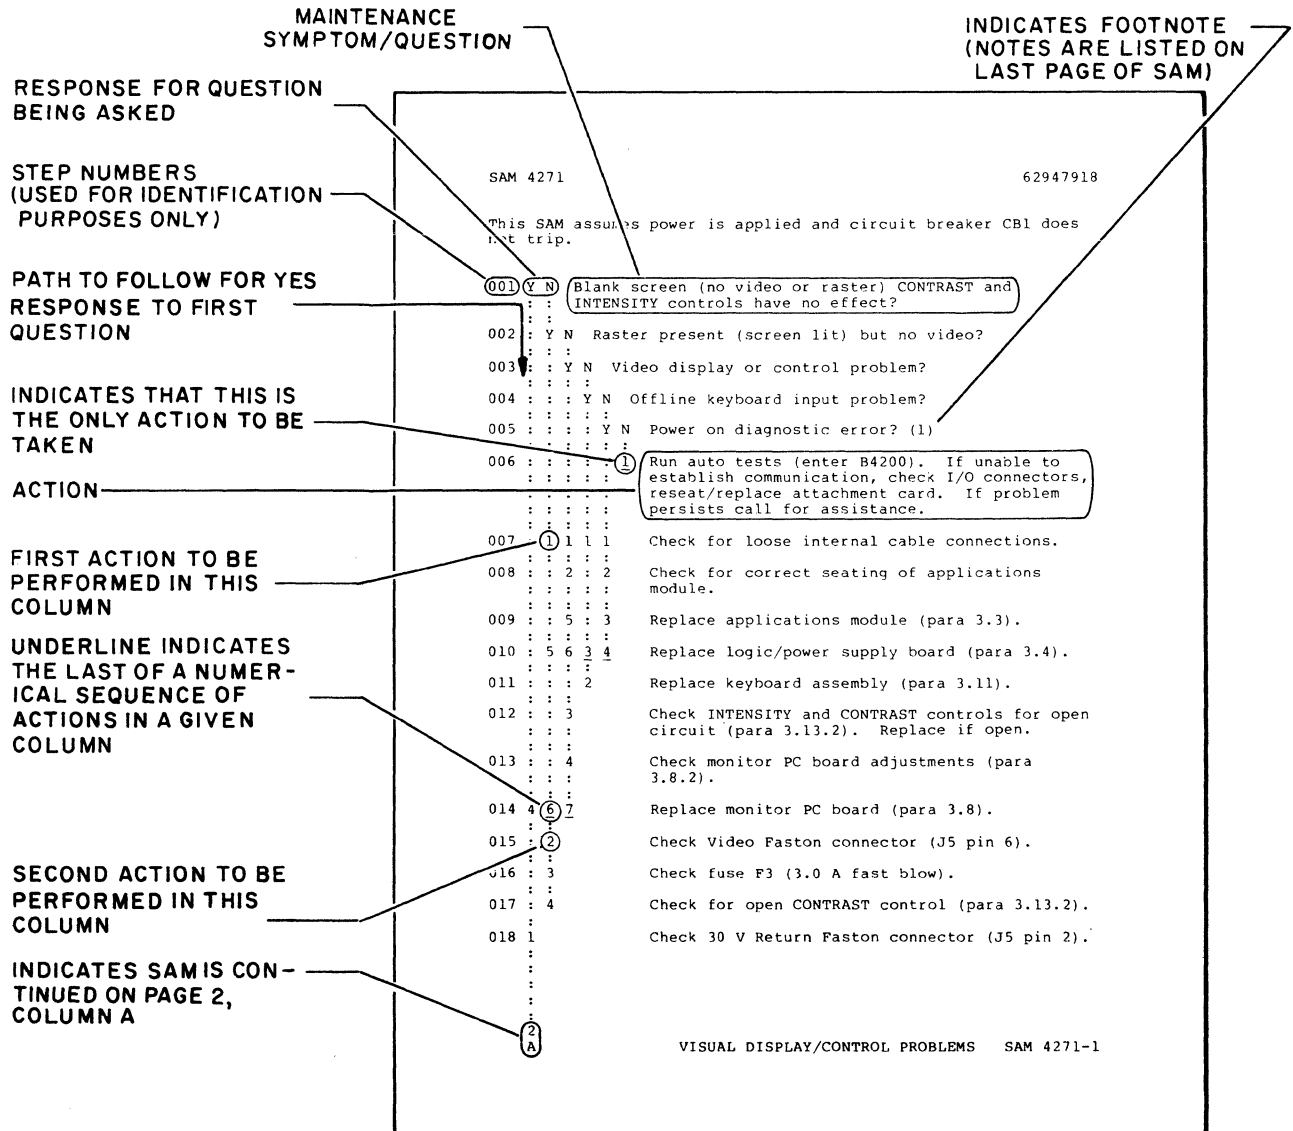 MAINTENANCE
SYMPTOM/QUESTION
INDICATES FOOTNOTE
(NOTES ARE LISTED ON
LAST PAGE OF SAM)
RESPONSE FOR QUESTION
BEING ASKED
STEP NUMBERS
(USED FOR IDENTIFICATION
PURPOSES ONLY)
PATH TO FOLLOW FOR YES
RESPONSE TO FIRST
QUESTION
INDICATES THAT THIS IS
THE ONLY ACTION TO BE
TAKEN
ACTION
FIRST ACTION TO BE
PERFORMED IN THIS
COLUMN
UNDERLINE INDICATES
THE LAST OF A NUMER-
ICAL SEQUENCE OF
ACTIONS IN A GIVEN
COLUMN
SECOND ACTION TO BE
PERFORMED IN THIS
COLUMN
INDICATES SAM IS CON-
TINUED ON PAGE 2,
COLUMN A
SAM 4271 62947918
This SAM assumes power is applied and circuit breaker CB1 does
not trip.
001 Y N Blank screen (no video or raster) CONTRAST and
INTENSITY controls have no effect?
: :
002 : Y N Raster present (screen lit) but no video?
: : :
003 : : Y N Video display or control problem?
: : : :
004 : : : Y N Offline keyboard input problem?
: : : : :
005 : : : : Y N Power on diagnostic error? (1)
: : : : : :
006 : : : : : 1 Run auto tests (enter B4200). If unable to
: : : : : establish communication, check I/O connectors,
: : : : : reseat/replace attachment card. If problem
: : : : : persists call for assistance.
: : : : :
007 : 1 1 1 1 Check for loose internal cable connections.
: : : : :
008 : : 2 : 2 Check for correct seating of applications
: : : : : module.
: : : : :
009 : : 5 : 3 Replace applications module (para 3.3).
: : : : :
010 : 5 6 3 4 Replace logic/power supply board (para 3.4).
: : : :
011 : : : 2 Replace keyboard assembly (para 3.11).
: : :
012 : : 3 Check INTENSITY and CONTRAST controls for open
: : : circuit (para 3.13.2). Replace if open.
: : :
013 : : 4 Check monitor PC board adjustments (para
: : : 3.8.2).
: : :
014 4 6 7 Replace monitor PC board (para 3.8).
: :
015 : 2 Check Video Faston connector (J5 pin 6).
: :
016 : 3 Check fuse F3 (3.0 A fast blow).
: :
017 : 4 Check for open CONTRAST control (para 3.13.2).
:
018 1 Check 30 V Return Faston connector (J5 pin 2).
:
:
:
:
:
2
A
VISUAL DISPLAY/CONTROL PROBLEMS SAM 4271-1